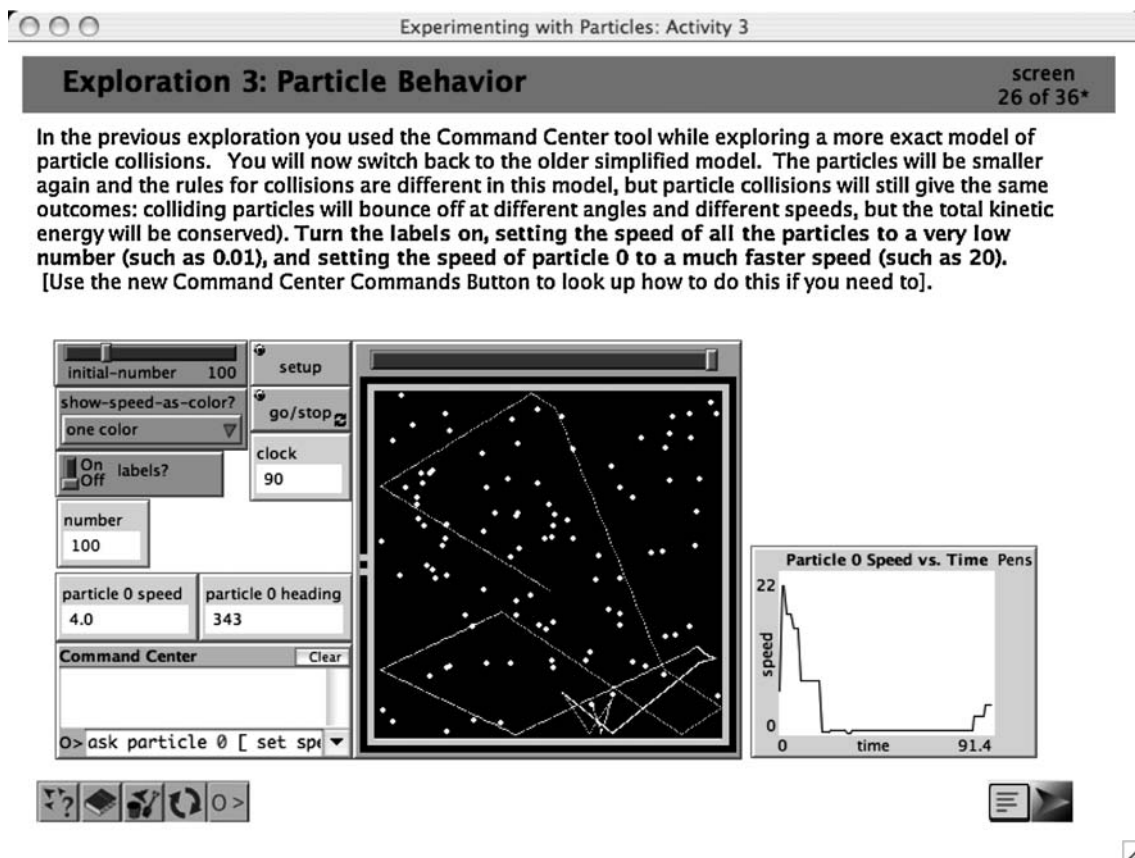 Experimenting with Particles: Activity 3
Exploration 3: Particle Behavior
screen
26 of 36*
In the previous exploration you used the Command Center tool while exploring a more exact model of
particle collisions.  You will now switch back to the older simplified model.  The particles will be smaller
again and the rules for collisions are different in this model, but particle collisions will still give the same
outcomes: colliding particles will bounce off at different angles and different speeds, but the total kinetic
energy will be conserved). Turn the labels on, setting the speed of all the particles to a very low
number (such as 0.01), and setting the speed of particle 0 to a much faster speed (such as 20).
[Use the new Command Center Commands Button to look up how to do this if you need to].
initial-number 100
setup
show-speed-as-color?
one color
go/stop
On
Off
labels?
clock
90
number
100
particle 0 speed
4.0
particle 0 heading
343
Command Center
Clear
O> ask particle 0 [ set spe
Particle 0 Speed vs. Time Pens
22
speed
0
0
time
91.4
?
O >